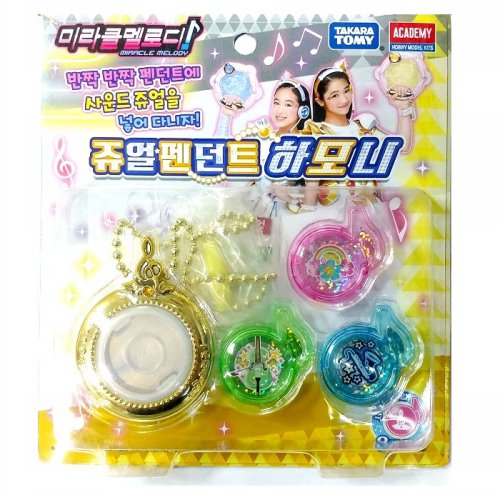 미라클멜로디!
MIRACLE MELODY
TAKARA TOMY
ACADEMY
HOBBY MODEL KITS
반짝 반짝 펜던트에
사운드 쥬얼을
넣어 다니자!
쥬얼펜던트 하모니